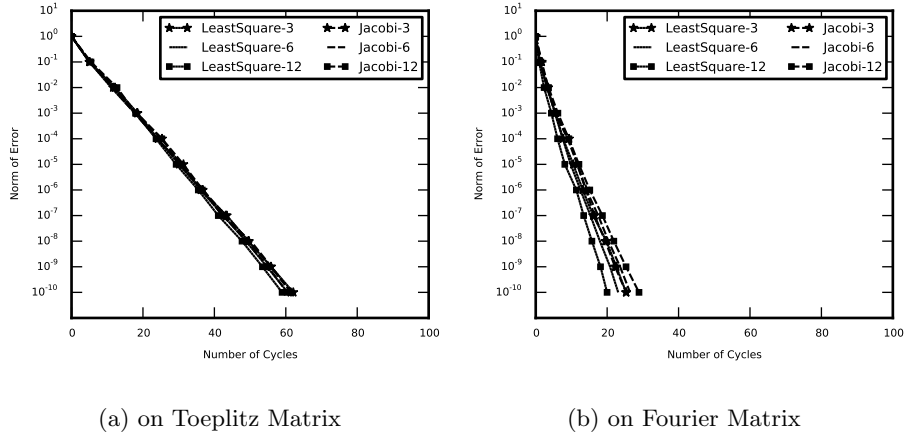 10^1
10^0
10^-1
10^-2
10^-3
10^-4
10^-5
10^-6
10^-7
10^-8
10^-9
10^-10
Norm of Error
LeastSquare-3 Jacobi-3
LeastSquare-6 Jacobi-6
LeastSquare-12 Jacobi-12
0 20 40 60 80 100
Number of Cycles
(a) on Toeplitz Matrix
10^1
10^0
10^-1
10^-2
10^-3
10^-4
10^-5
10^-6
10^-7
10^-8
10^-9
10^-10
Norm of Error
LeastSquare-3 Jacobi-3
LeastSquare-6 Jacobi-6
LeastSquare-12 Jacobi-12
0 20 40 60 80 100
Number of Cycles
(b) on Fourier Matrix